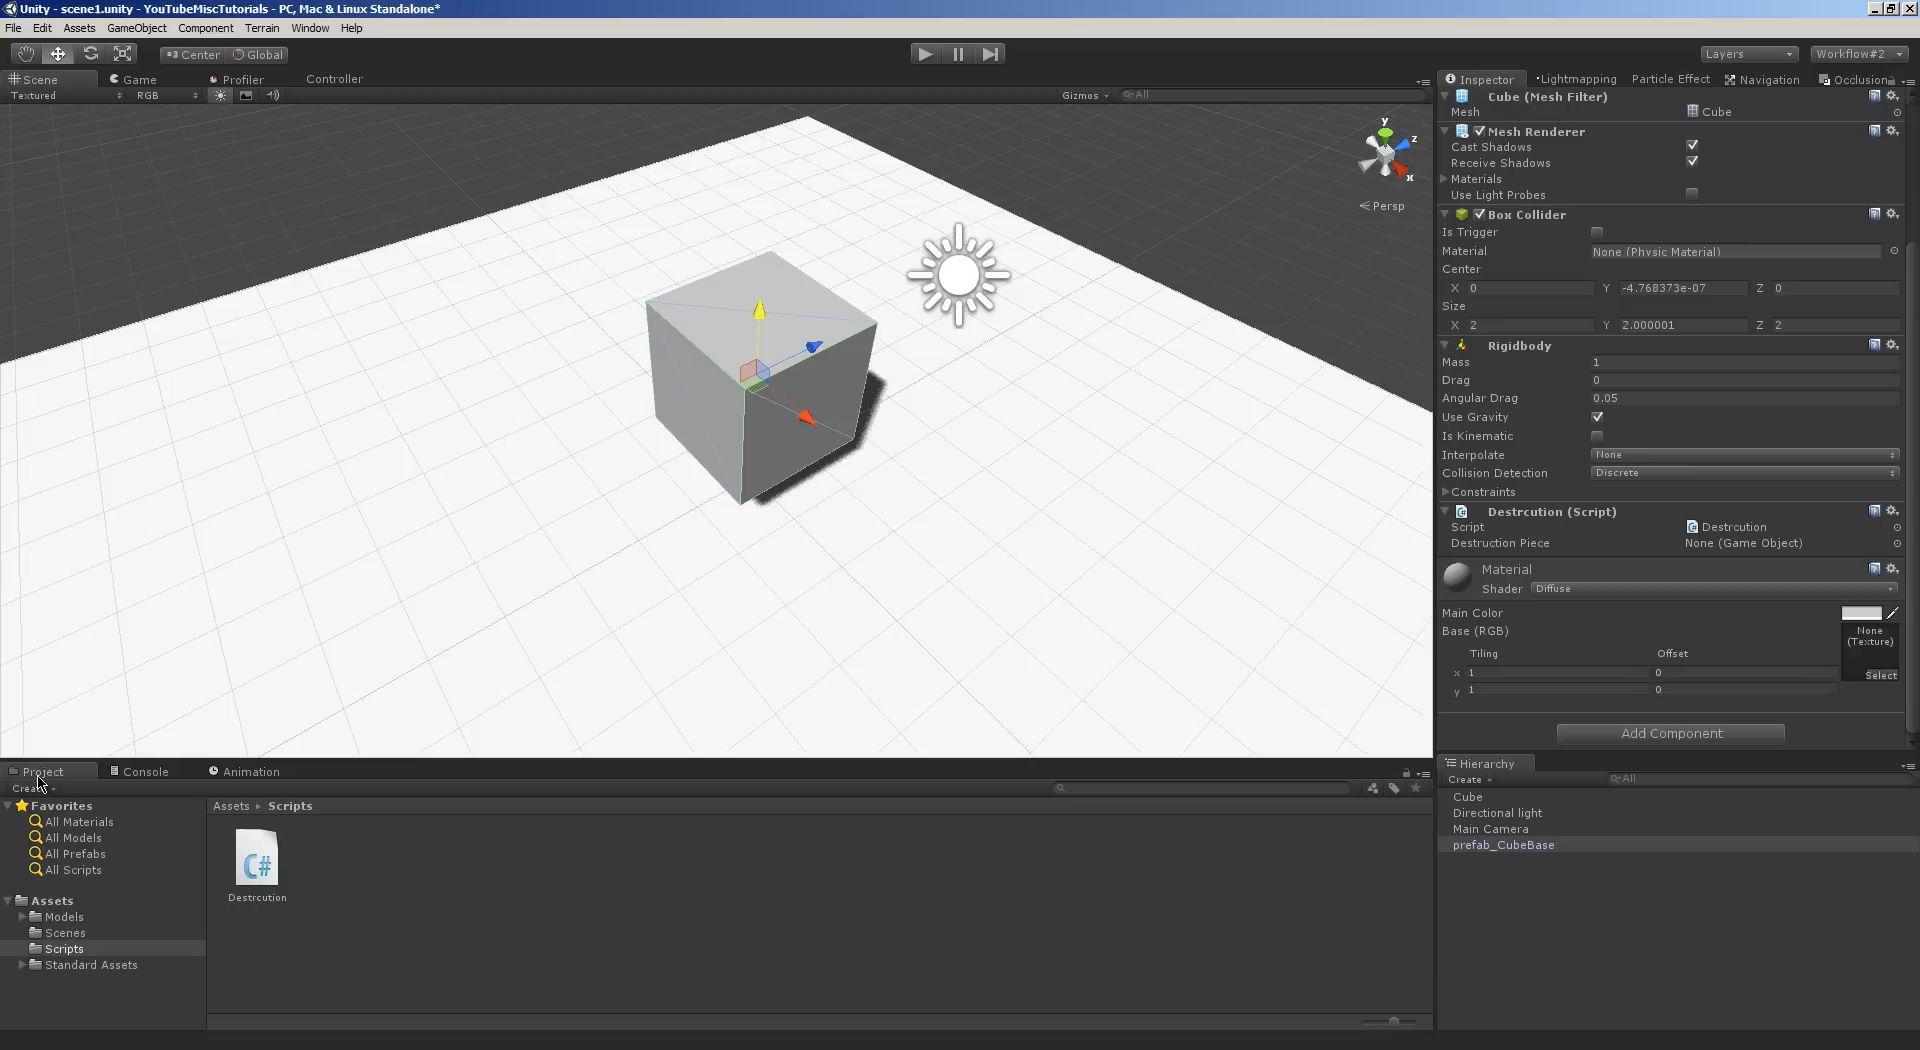 Unity - scene1.unity - YouTubeMiscTutorials - PC, Mac & Linux Standalone*
File Edit Assets GameObject Component Terrain Window Help
Center Global
Layers Workflow#2
Scene Game Profiler Controller
Textured RGB Gizmos All
y
z
x
Persp
Inspector Lightmapping Particle Effect Navigation Occlusion
Cube (Mesh Filter)
Mesh Cube
Mesh Renderer
Cast Shadows
Receive Shadows
Materials
Use Light Probes
Box Collider
Is Trigger
Material None (Physic Material)
Center
X 0 Y -4.768373e-07 Z 0
Size
X 2 Y 2.000001 Z 2
Rigidbody
Mass 1
Drag 0
Angular Drag 0.05
Use Gravity
Is Kinematic
Interpolate None
Collision Detection Discrete
Constraints
Destrcution (Script)
Script Destrcution
Destruction Piece None (Game Object)
Material
Shader Diffuse
Main Color
Base (RGB)
None
(Texture)
Tiling Offset
x 1 0
Select
y 1 0
Add Component
Project Console Animation
Create
Favorites
All Materials
All Models
All Prefabs
All Scripts
Assets
Models
Scenes
Scripts
Standard Assets
Assets Scripts
C#
Destrcution
Hierarchy
Create All
Cube
Directional light
Main Camera
prefab_CubeBase